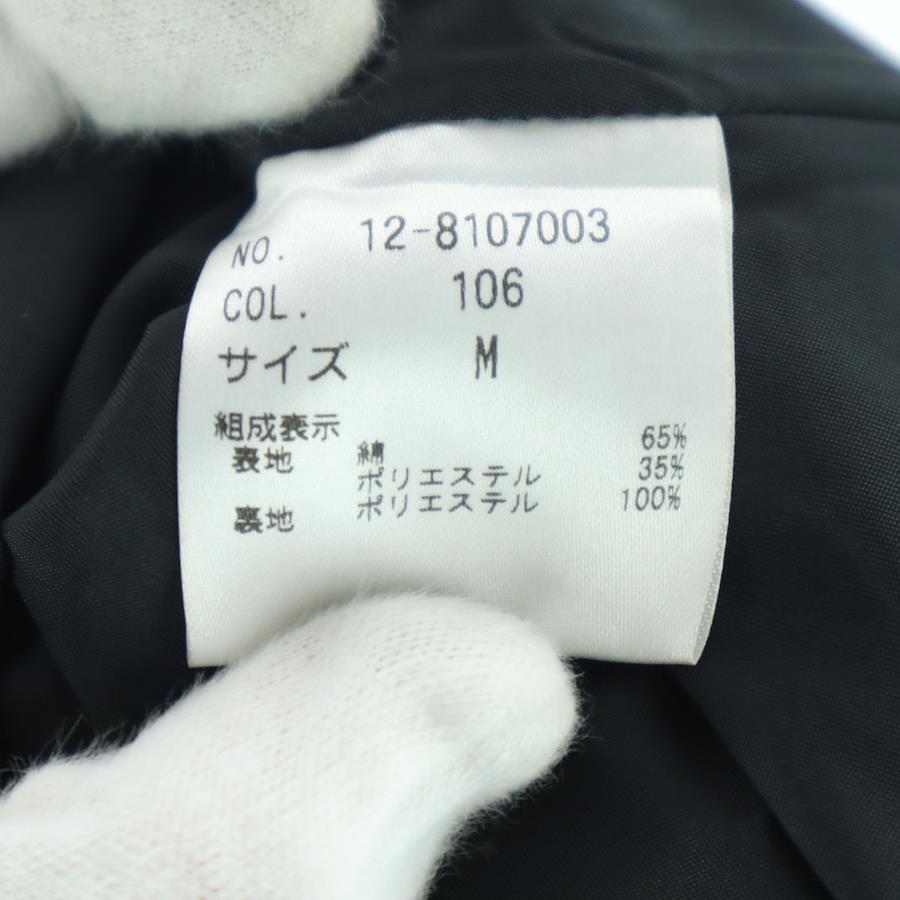 NO. 12-8107003
COL. 106
サイズ M
組成表示
表地 綿 65%
ポリエステル 35%
裏地 ポリエステル 100%